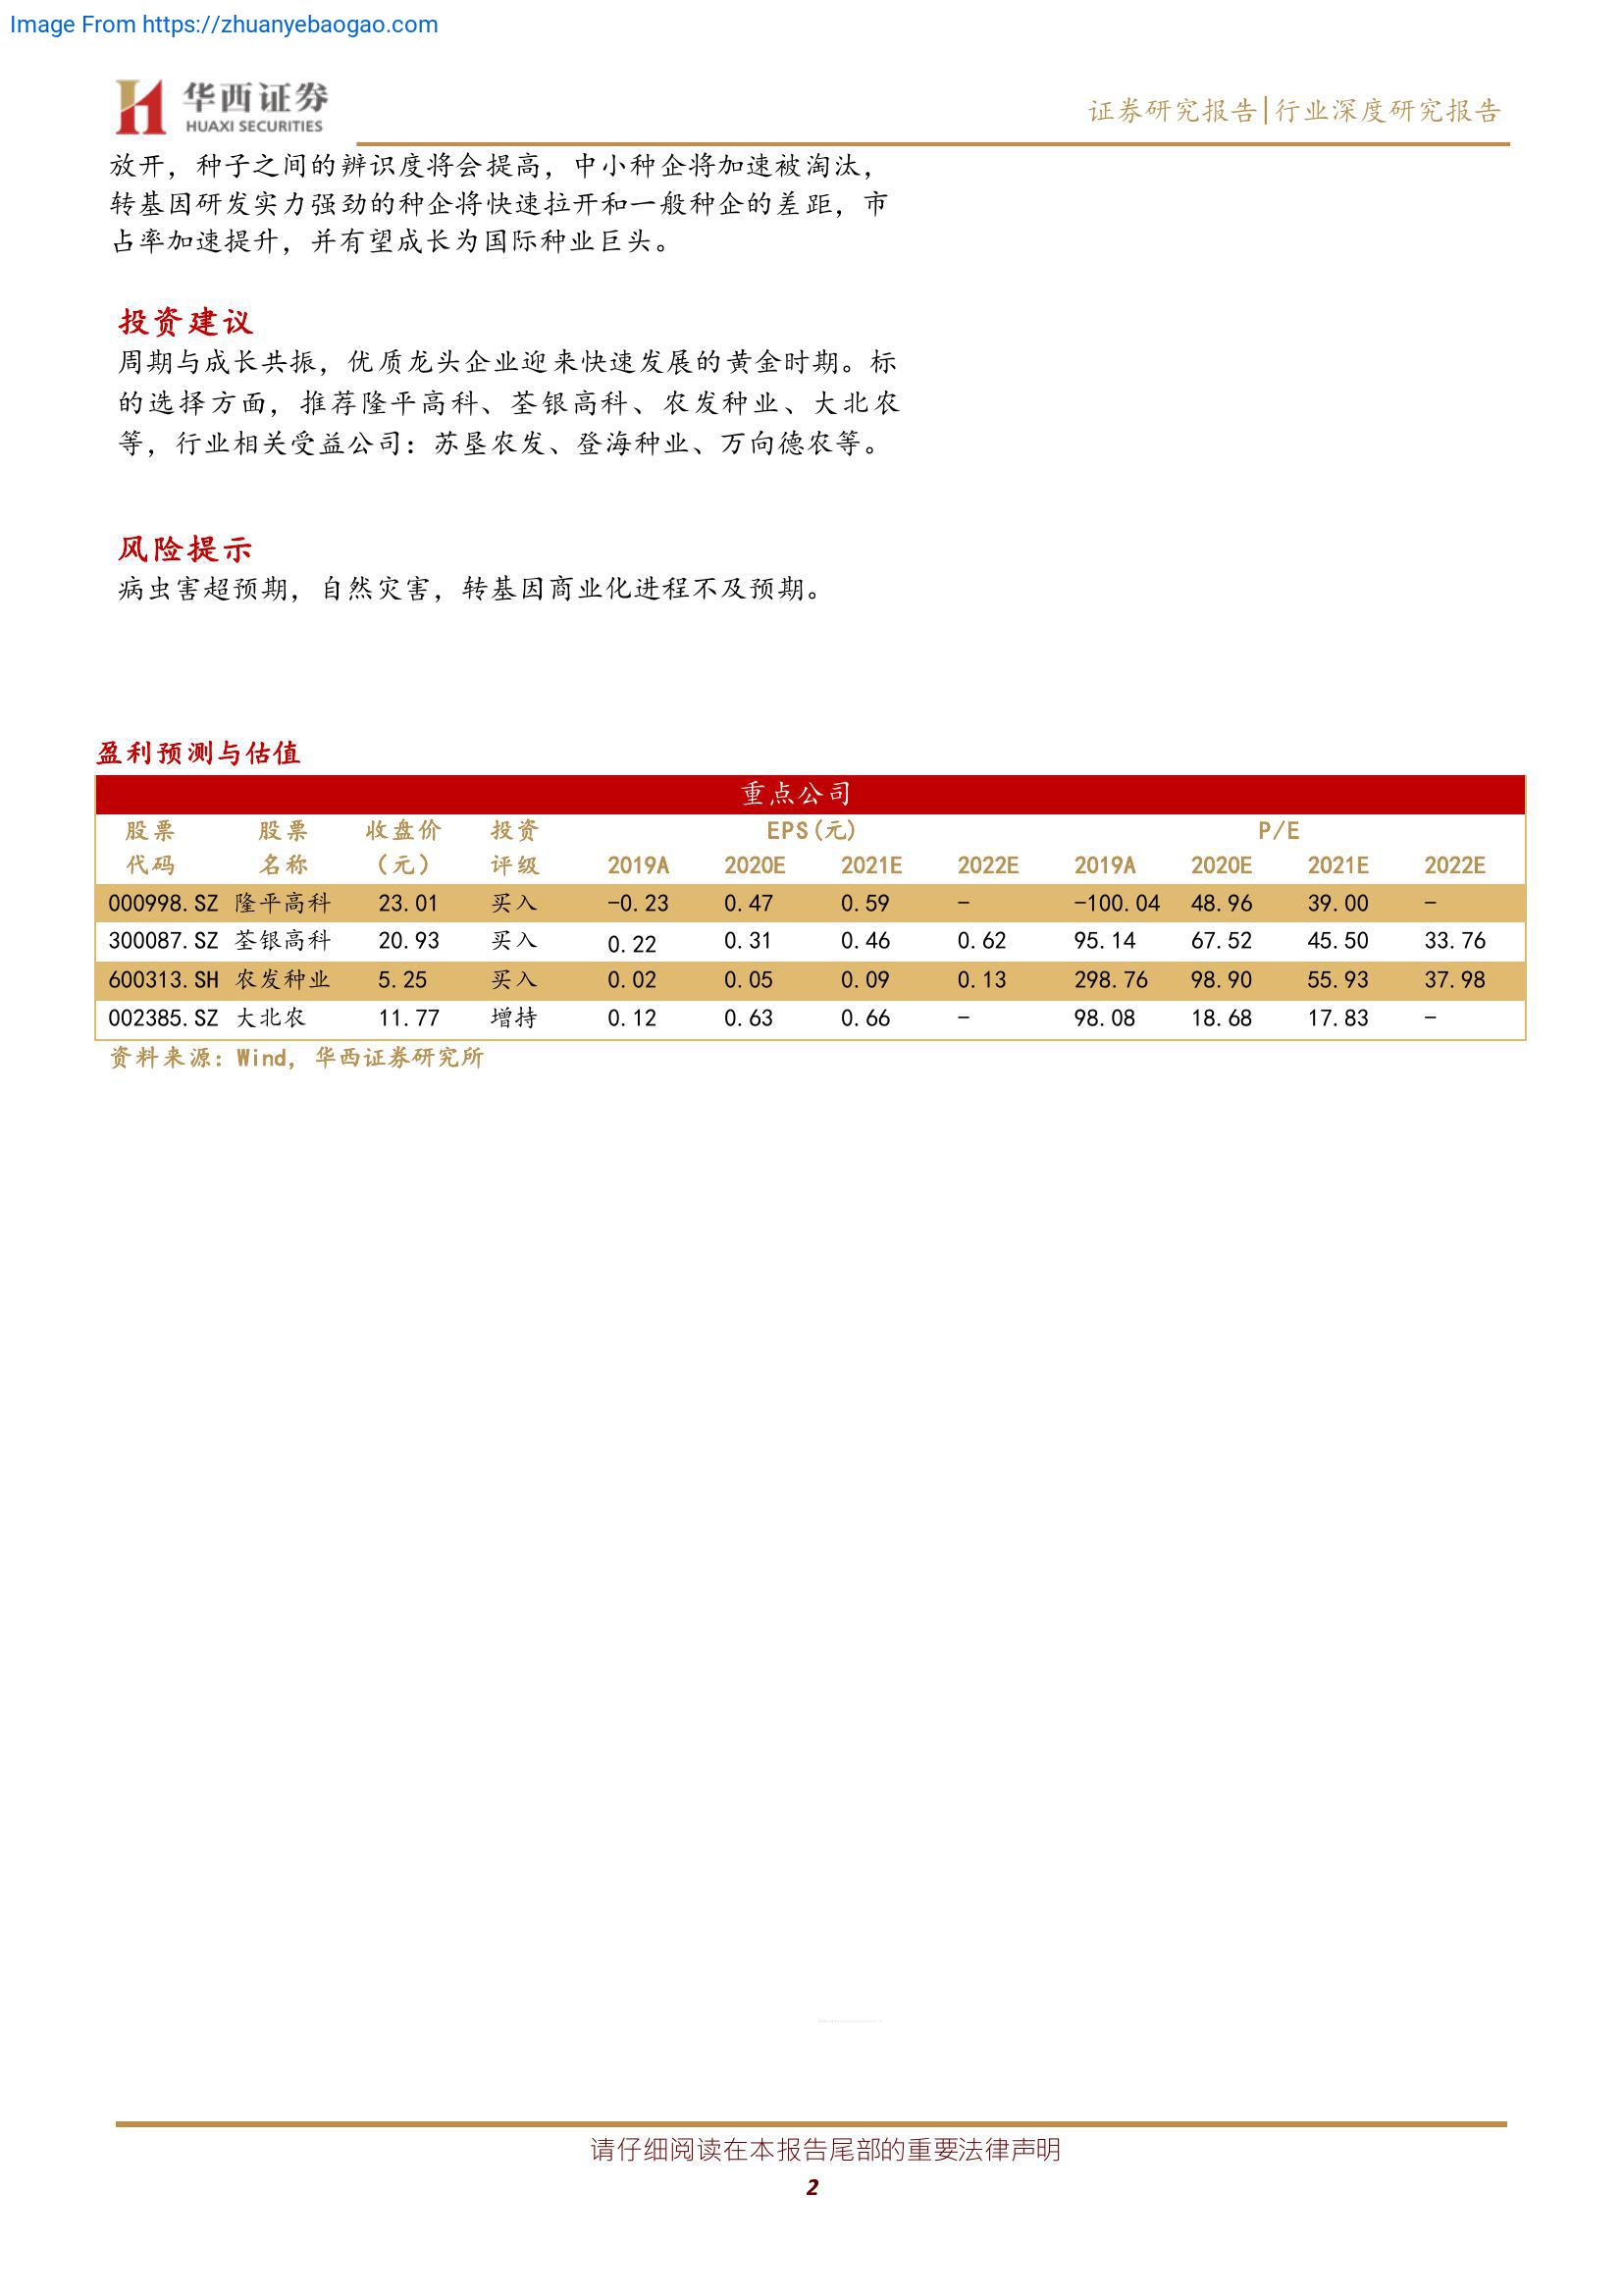 Image From https://zhuanyebaogao.com
华西证券
HUAXI SECURITIES
证券研究报告|行业深度研究报告
放开，种子之间的辨识度将会提高，中小种企将加速被淘汰，
转基因研发实力强劲的种企将快速拉开和一般种企的差距，市
占率加速提升，并有望成长为国际种业巨头。
投资建议
周期与成长共振，优质龙头企业迎来快速发展的黄金时期。标
的选择方面，推荐隆平高科、荃银高科、农发种业、大北农
等，行业相关受益公司：苏垦农发、登海种业、万向德农等。
风险提示
病虫害超预期，自然灾害，转基因商业化进程不及预期。
盈利预测与估值
重点公司
股票 股票 收盘价 投资 EPS(元) P/E
代码 名称 （元） 评级 2019A 2020E 2021E 2022E 2019A 2020E 2021E 2022E
000998.SZ 隆平高科 23.01 买入 -0.23 0.47 0.59 - -100.04 48.96 39.00 -
300087.SZ 荃银高科 20.93 买入 0.22 0.31 0.46 0.62 95.14 67.52 45.50 33.76
600313.SH 农发种业 5.25 买入 0.02 0.05 0.09 0.13 298.76 98.90 55.93 37.98
002385.SZ 大北农 11.77 增持 0.12 0.63 0.66 - 98.08 18.68 17.83 -
资料来源：Wind，华西证券研究所
请仔细阅读在本报告尾部的重要法律声明
2